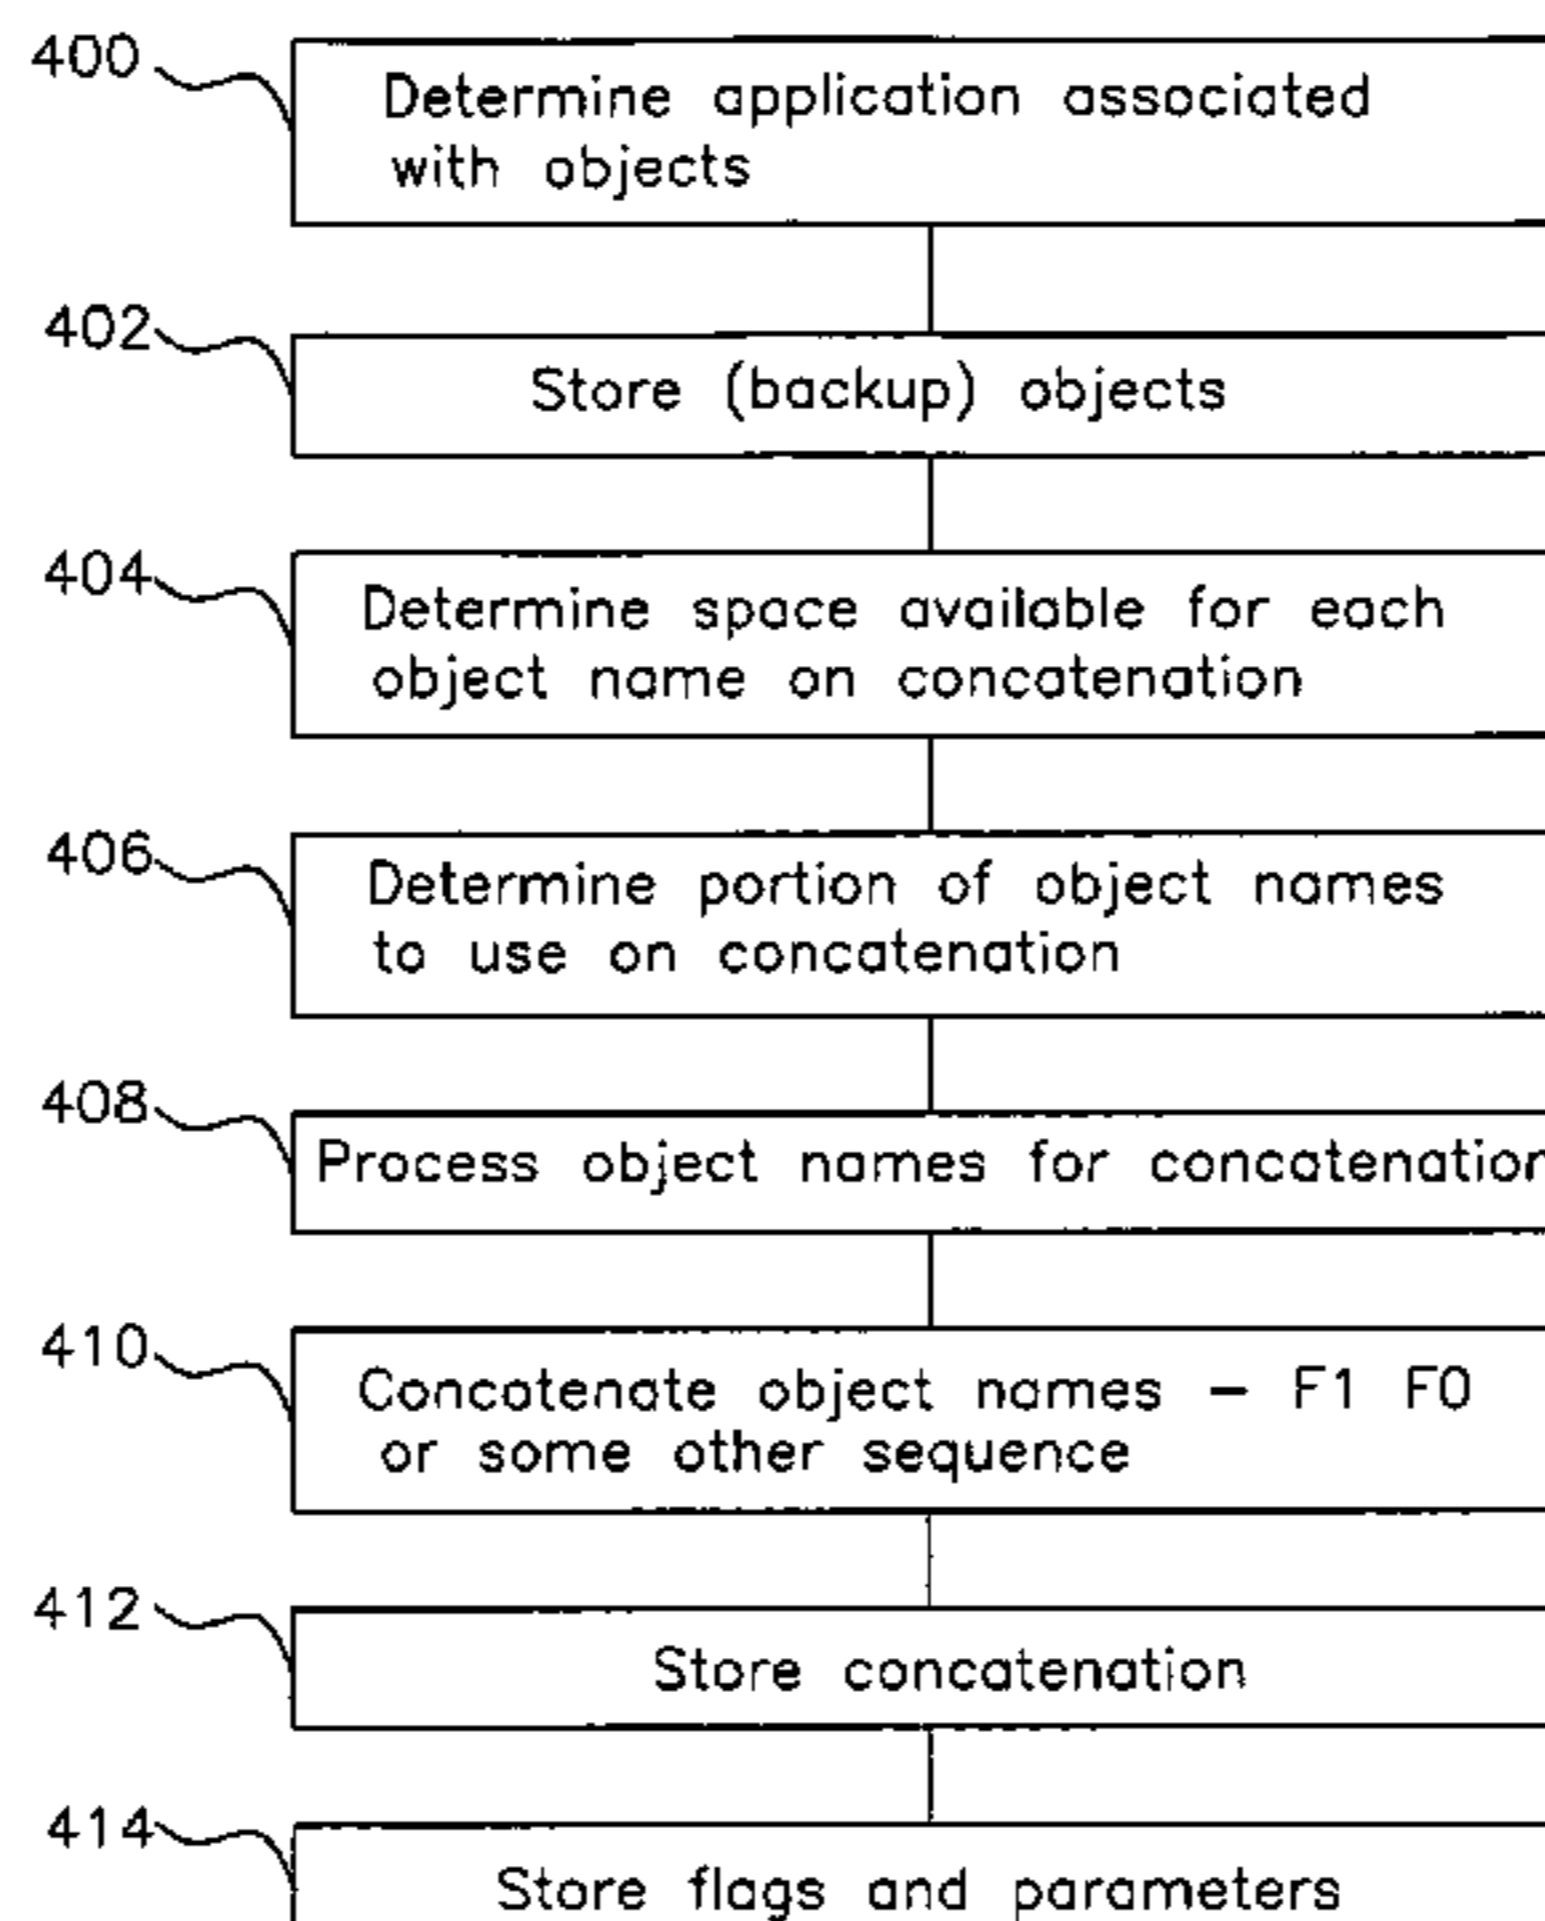 400
Determine application associated
with objects
402
Store (backup) objects
404
Determine space available for each
object name on concatenation
406
Determine portion of object names
to use on concatenation
408
Process object names for concatenation
410
Concatenate object names – F1 F0
or some other sequence
412
Store concatenation
414
Store flags and parameters